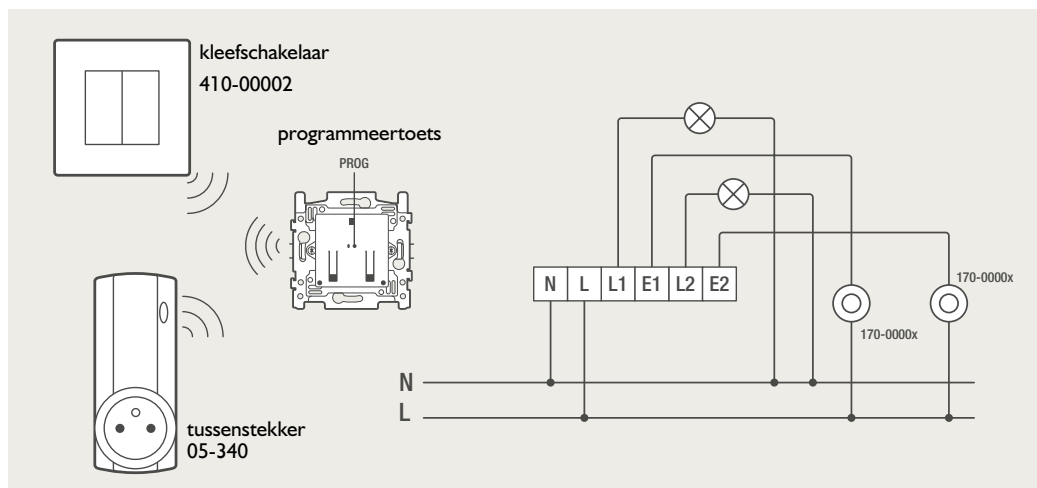 kleefschakelaar
410-00002
programmeertoets
PROG
N L L1 E1 L2 E2
170-0000x
170-0000x
N
L
tussenstekker
05-340